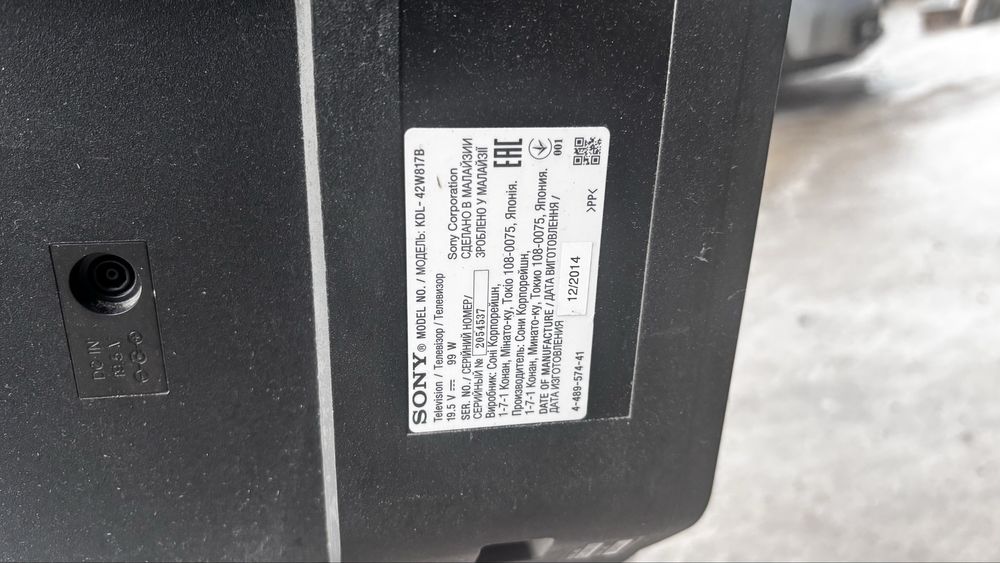 SONY® MODEL NO. / МОДЕЛЬ: KDL- 42W817B
Television / Телевізор / Телевизор
19.5 V ⎓ 99 W
Sony Corporation
СДЕЛАНО В МАЛАЙЗИИ
ЗРОБЛЕНО У МАЛАЙЗІЇ
SER. NO./ СЕРІЙНИЙ НОМЕР/
СЕРИЙНЫЙ № 2054537
Виробник: Соні Корпорейшн,
1-7-1 Конан, Мінато-ку, Токіо 108-0075, Японія.
Производитель: Сони Корпорейшн,
1-7-1 Конан, Минато-ку, Токио 108-0075, Япония.
DATE OF MANUFACTURE / ДАТА ВИГОТОВЛЕННЯ /
ДАТА ИЗГОТОВЛЕНИЯ 12/2014
4-489-574-41
>PP<
EAC
001
DC IN
19.5 V